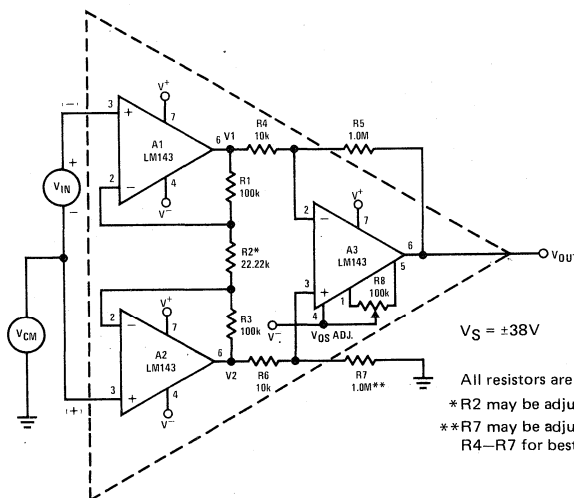 V+
(-)
3
+
7
A1
LM143
6
V1
R4
10k
R5
1.0M
2
−
4
V−
R1
100k
+
VIN
−
R2*
22.22k
2
−
7
A3
LM143
6
VOUT
5
3
+
4
1
R8
100k
V−
VOS ADJ.
V+
2
−
7
A2
LM143
6
V2
R3
100k
R6
10k
R7
1.0M**
VCM
3
+
4
V−
(+)
VS = ±38V
All resistors are
*R2 may be adju
**R7 may be adju
R4–R7 for best